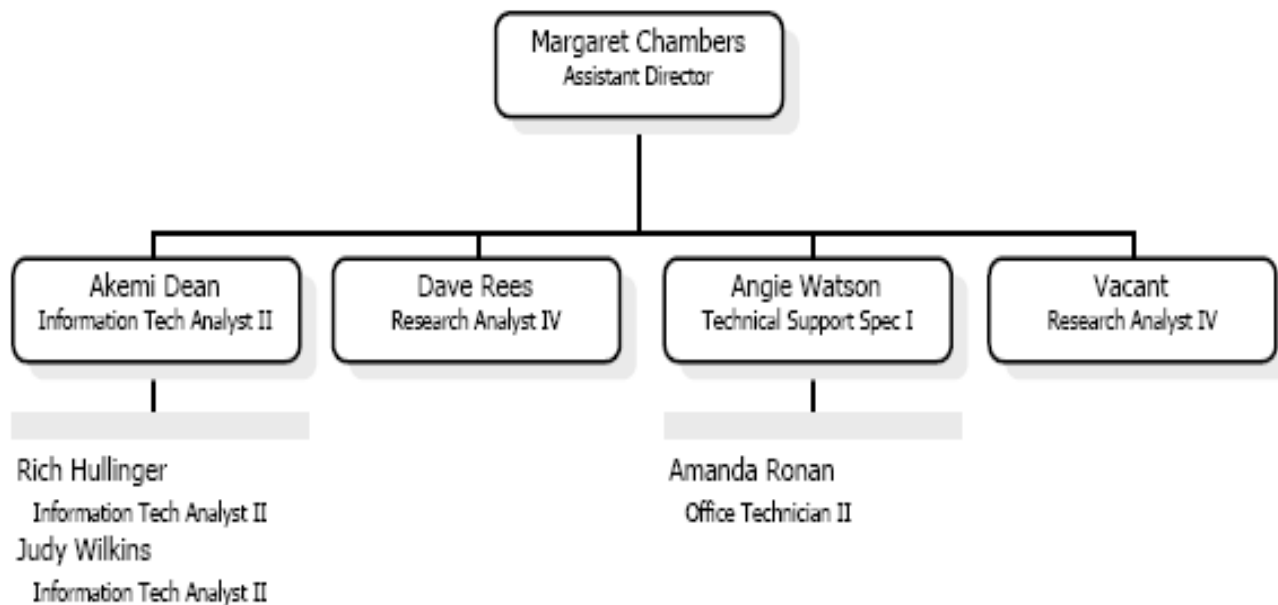 Margaret Chambers
Assistant Director
Akemi Dean
Information Tech Analyst II
Dave Rees
Research Analyst IV
Angie Watson
Technical Support Spec I
Vacant
Research Analyst IV
Rich Hullinger
Information Tech Analyst II
Judy Wilkins
Information Tech Analyst II
Amanda Ronan
Office Technician II